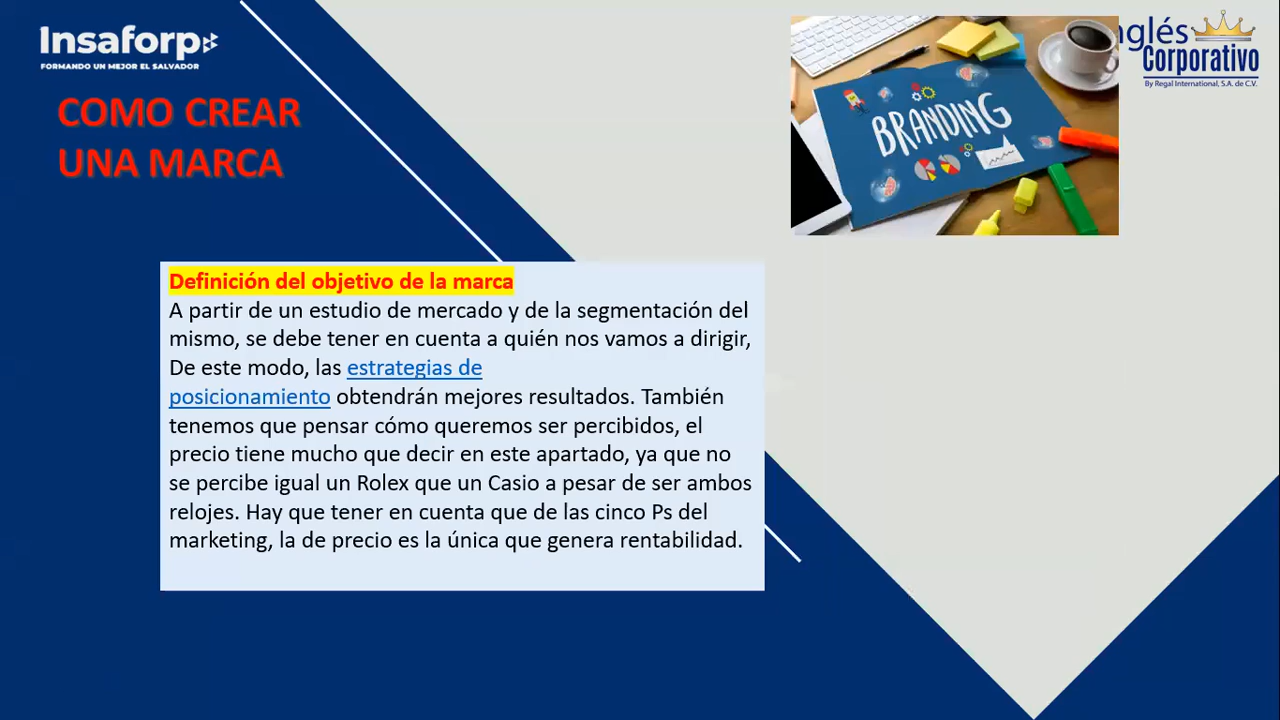 Insaforp
FORMANDO UN MEJOR EL SALVADOR
COMO CREAR
UNA MARCA
BRANDING
nglés
Corporativo
By Regal International, S.A. de C.V.
Definición del objetivo de la marca
A partir de un estudio de mercado y de la segmentación del
mismo, se debe tener en cuenta a quién nos vamos a dirigir,
De este modo, las estrategias de
posicionamiento obtendrán mejores resultados. También
tenemos que pensar cómo queremos ser percibidos, el
precio tiene mucho que decir en este apartado, ya que no
se percibe igual un Rolex que un Casio a pesar de ser ambos
relojes. Hay que tener en cuenta que de las cinco Ps del
marketing, la de precio es la única que genera rentabilidad.